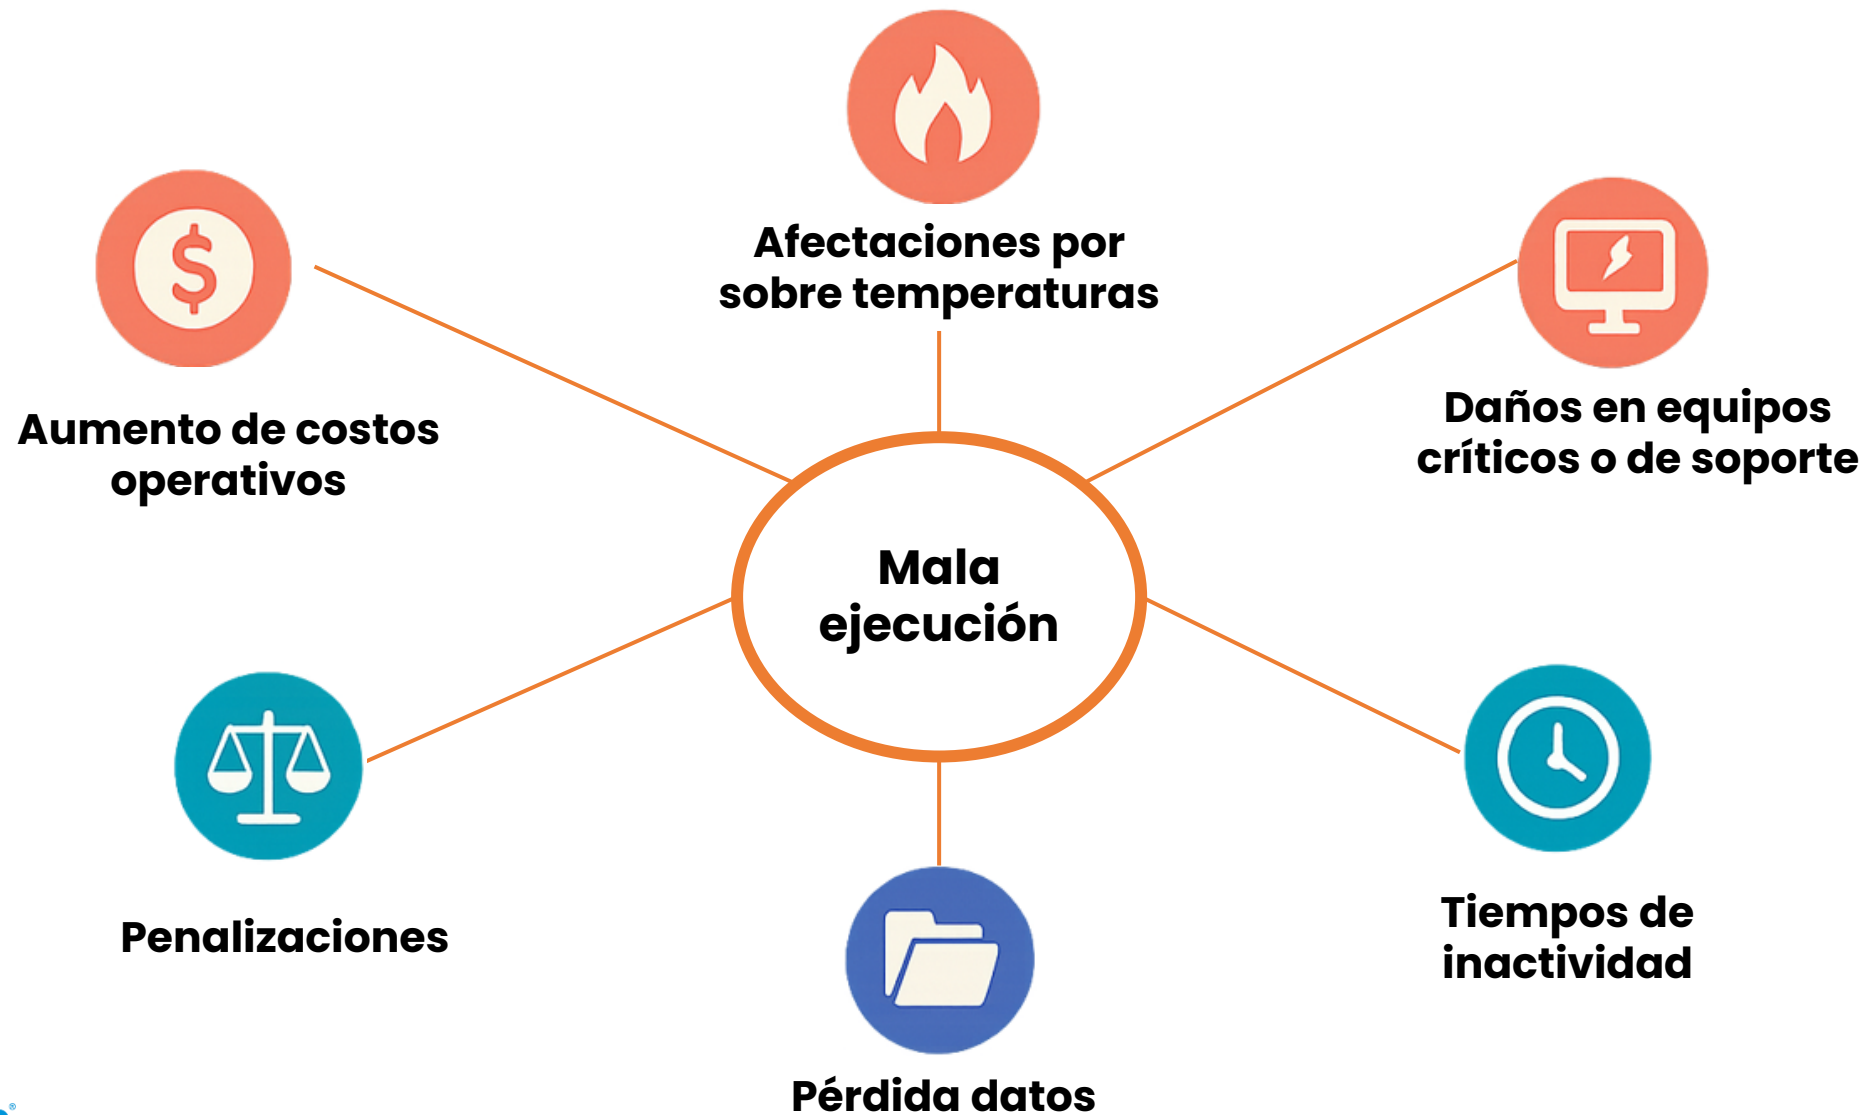 Afectaciones por
sobre temperaturas
Aumento de costos
operativos
Daños en equipos
críticos o de soporte
Mala
ejecución
Penalizaciones
Tiempos de
inactividad
Pérdida datos